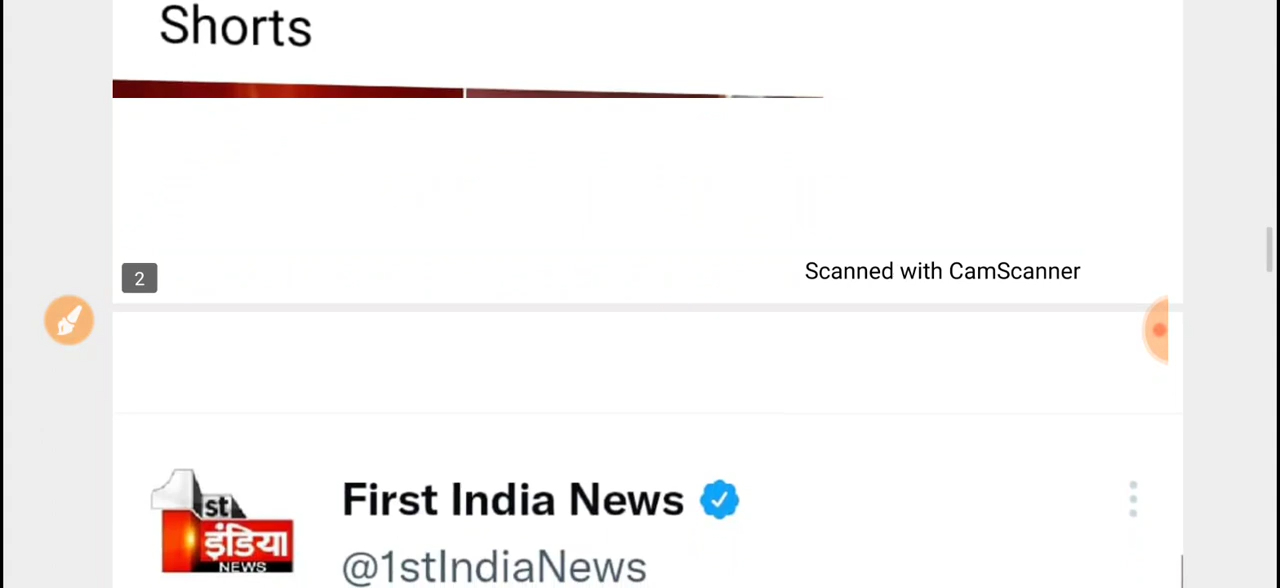 Shorts
2
Scanned with CamScanner
1st
इंडिया
NEWS
First India News
@1stIndiaNews